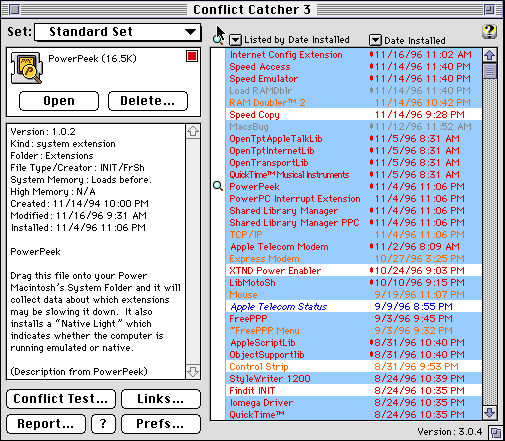 Conflict Catcher 3
Set: Standard Set
Listed by Date Installed Date Installed
PowerPeek (16.5K)
Open Delete...
Version : 1.0.2
Kind : system extension
Folder : Extensions
File Type/Creator : INIT/FrSh
System Memory : Loads before.
High Memory : N/A
Created : 11/14/94 10:00 PM
Modified : 11/16/96 9:31 AM
Installed : 11/4/96 11:06 PM
PowerPeek
Drag this file onto your Power
Macintosh's System Folder and it will
collect data about which extensions
may be slowing it down. It also
installs a "Native Light" which
indicates whether the computer is
running emulated or native.
(Description from PowerPeek)
Internet Config Extension 11/16/96 11:02 AM
Speed Access 11/14/96 11:40 PM
Speed Emulator 11/14/96 11:40 PM
Load RAMDblr 11/14/96 11:40 PM
RAM Doubler™ 2 11/14/96 10:42 PM
Speed Copy 11/14/96 9:28 PM
MacsBug 11/12/96 11:52 AM
OpenTptAppleTalkLib 11/5/96 8:31 AM
OpenTptInternetLib 11/5/96 8:31 AM
OpenTransportLib 11/5/96 8:31 AM
QuickTime™ Musical Instruments 11/5/96 8:31 AM
PowerPeek 11/4/96 11:06 PM
PowerPC Interrupt Extension 11/4/96 11:06 PM
Shared Library Manager 11/4/96 11:06 PM
Shared Library Manager PPC 11/4/96 11:06 PM
TCP/IP 11/4/96 11:06 PM
Apple Telecom Modem 11/2/96 8:09 AM
Express Modem 10/27/96 3:25 PM
XTND Power Enabler 10/24/96 9:03 PM
LibMotoSh 10/10/96 9:15 PM
Mouse 9/19/96 11:07 PM
Apple Telecom Status 9/9/96 8:55 PM
FreePPP 9/3/96 9:45 PM
~FreePPP Menu 9/3/96 9:32 PM
AppleScriptLib 8/31/96 10:40 PM
ObjectSupportlib 8/31/96 10:40 PM
Control Strip 8/31/96 9:53 PM
StyleWriter 1200 8/24/96 10:39 PM
Findit INIT 8/24/96 10:35 PM
Iomega Driver 8/24/96 10:35 PM
QuickTime™ 8/24/96 10:35 PM
Conflict Test... Links...
Report... ? Prefs...
Version: 3.0.4